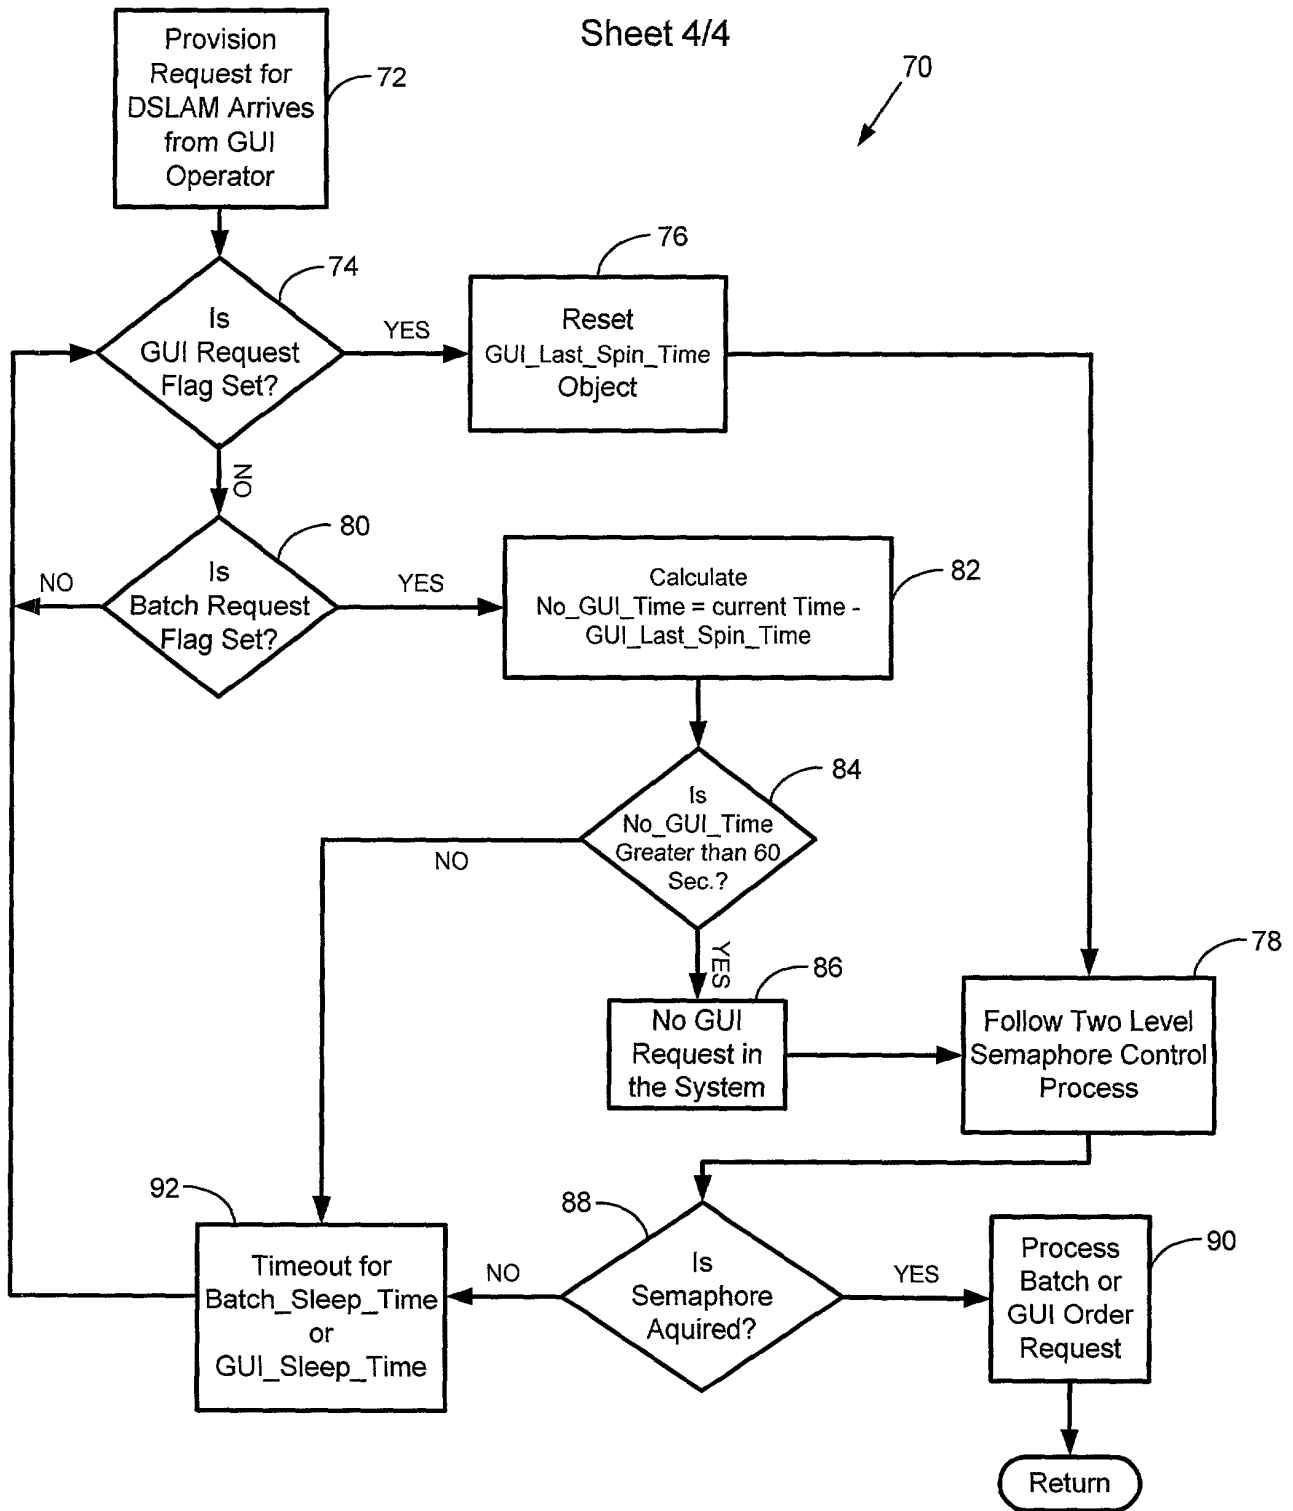 Sheet 4/4
70
Provision
Request for
DSLAM Arrives
from GUI
Operator
72
74
Is
GUI Request
Flag Set?
YES
76
Reset
GUI_Last_Spin_Time
Object
NO
80
Is
Batch Request
Flag Set?
NO
YES
82
Calculate
No_GUI_Time = current Time -
GUI_Last_Spin_Time
84
Is
No_GUI_Time
Greater than 60
Sec.?
NO
YES
86
No GUI
Request in
the System
78
Follow Two Level
Semaphore Control
Process
92
Timeout for
Batch_Sleep_Time
or
GUI_Sleep_Time
88
Is
Semaphore
Aquired?
NO
YES
90
Process
Batch or
GUI Order
Request
Return